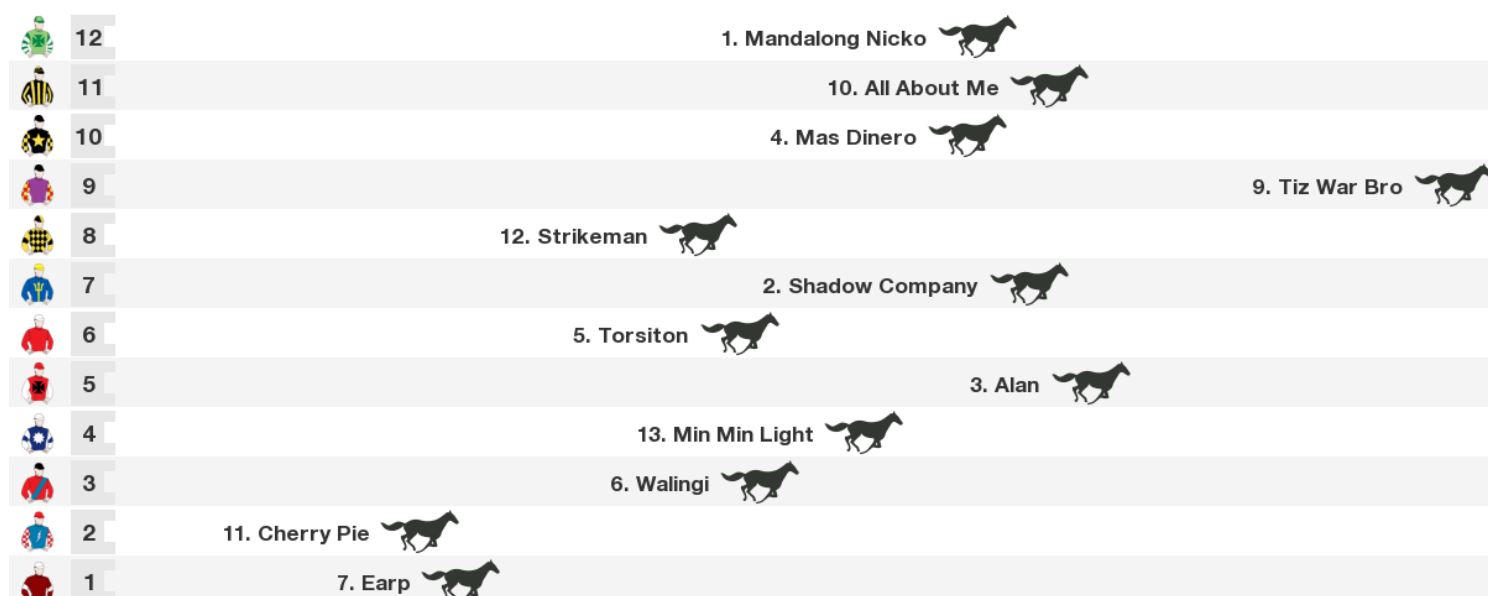 12 1. Mandalong Nicko
11 10. All About Me
10 4. Mas Dinero
9 9. Tiz War Bro
8 12. Strikeman
7 2. Shadow Company
6 5. Torsiton
5 3. Alan
4 13. Min Min Light
3 6. Walingi
2 11. Cherry Pie
1 7. Earp